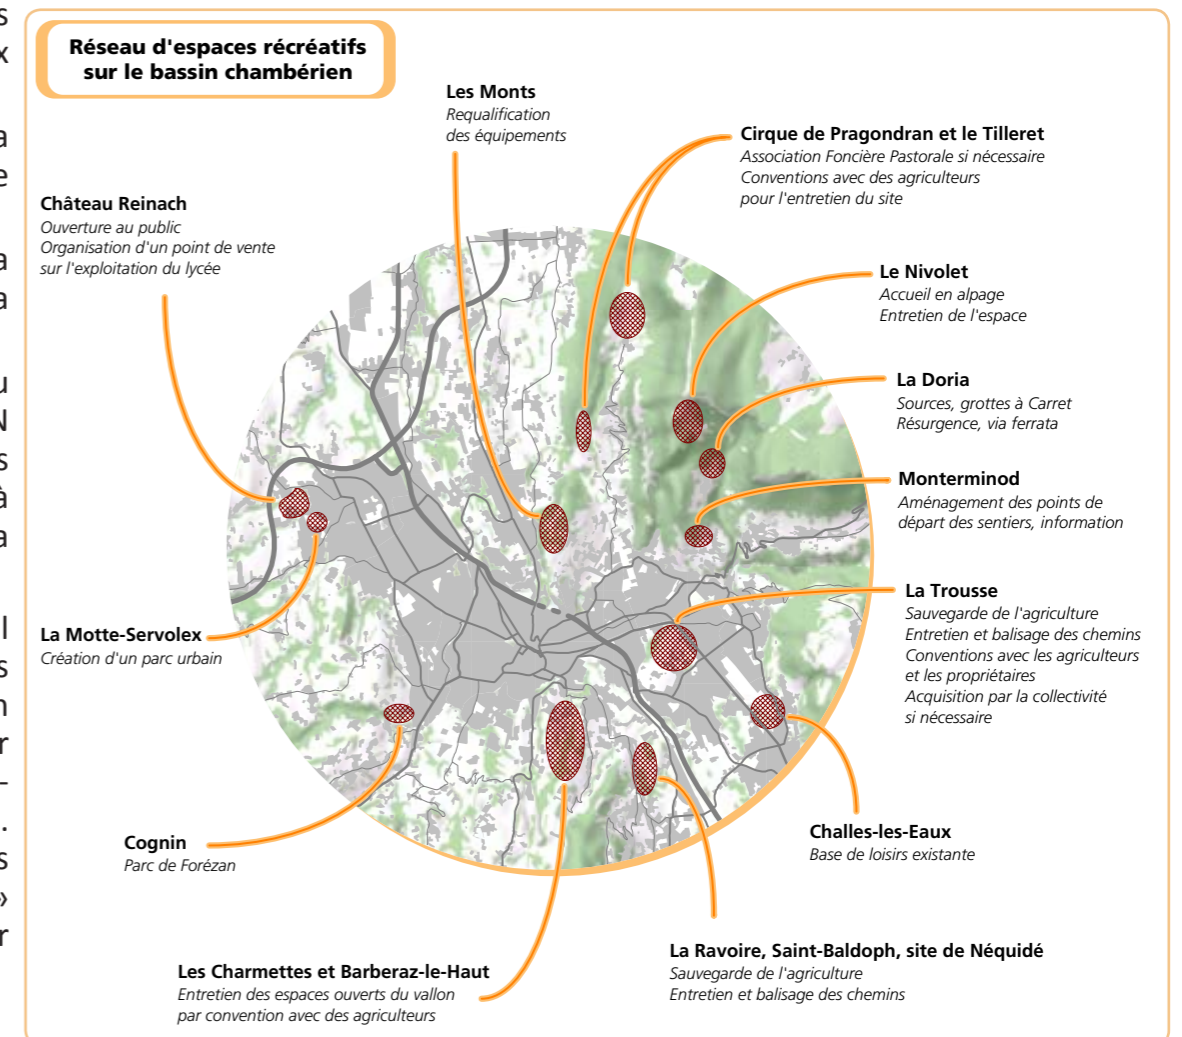 s
x
a
e
a
a
u
N
s
à
a
l
s
n
r
–
.
s
»
r
Réseau d'espaces récréatifs
sur le bassin chambérien
Les Monts
Requalification
des équipements
Cirque de Pragondran et le Tilleret
Association Foncière Pastorale si nécessaire
Conventions avec des agriculteurs
pour l'entretien du site
Château Reinach
Ouverture au public
Organisation d'un point de vente
sur l'exploitation du lycée
Le Nivolet
Accueil en alpage
Entretien de l'espace
La Doria
Sources, grottes à Carret
Résurgence, via ferrata
Monterminod
Aménagement des points de
départ des sentiers, information
La Trousse
Sauvegarde de l'agriculture
Entretien et balisage des chemins
Conventions avec les agriculteurs
et les propriétaires
Acquisition par la collectivité
si nécessaire
La Motte-Servolex
Création d'un parc urbain
Challes-les-Eaux
Base de loisirs existante
Cognin
Parc de Forézan
La Ravoire, Saint-Baldoph, site de Néquidé
Sauvegarde de l'agriculture
Entretien et balisage des chemins
Les Charmettes et Barberaz-le-Haut
Entretien des espaces ouverts du vallon
par convention avec des agriculteurs